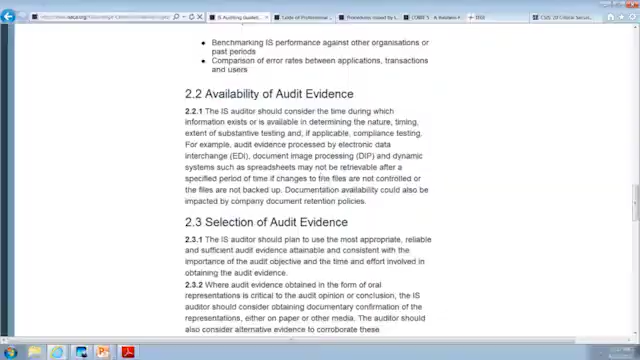 IS Auditing Guideli...
Table of Professional
Procedures Issued by I
Benchmarking IS performance against other organisations or
past periods
Comparison of error rates between applications, transactions
and users
2.2 Availability of Audit Evidence
2.2.1 The IS auditor should consider the time during which
information exists or is available in determining the nature, timing,
extent of substantive testing and, if applicable, compliance testing.
For example, audit evidence processed by electronic data
interchange (EDI), document image processing (DIP) and dynamic
systems such as spreadsheets may not be retrievable after a
specified period of time if changes to the files are not controlled or
the files are not backed up. Documentation availability could also be
impacted by company document retention policies.
2.3 Selection of Audit Evidence
2.3.1 The IS auditor should plan to use the most appropriate, reliable
and sufficient audit evidence attainable and consistent with the
importance of the audit objective and the time and effort involved in
obtaining the audit evidence.
2.3.2 Where audit evidence obtained in the form of oral
representations is critical to the audit opinion or conclusion, the IS
auditor should consider obtaining documentary confirmation of the
representations, either on paper or other media. The auditor should
also consider alternative evidence to corroborate these